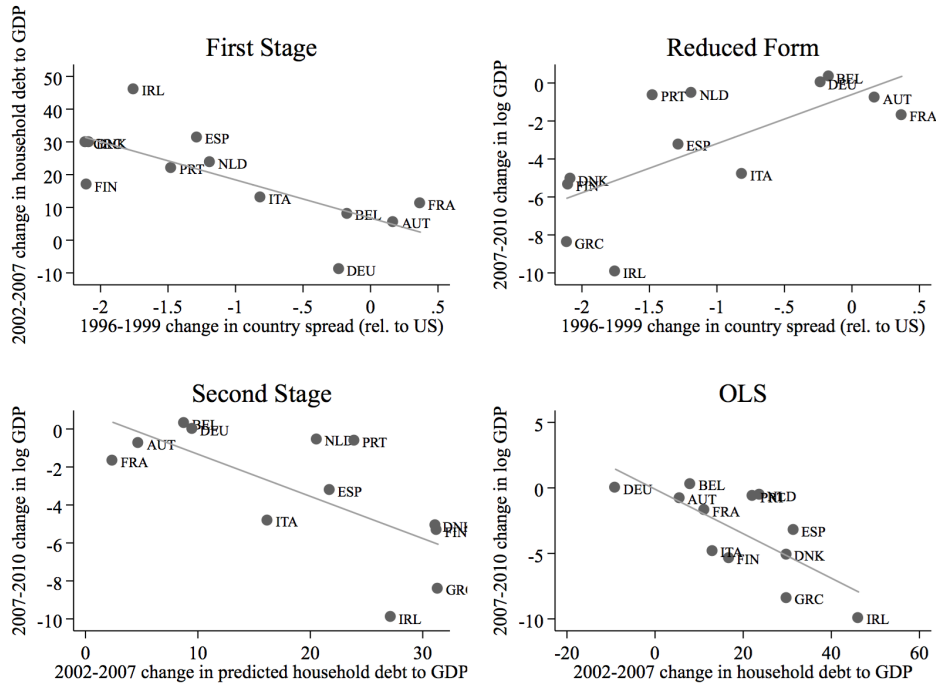 First Stage
2002-2007 change in household debt to GDP
50
40
30
20
10
0
-10
IRL
ESP
DNK
NLD
PRT
FIN
ITA
BEL
FRA
AUT
DEU
-2
-1.5
-1
-.5
0
.5
1996-1999 change in country spread (rel. to US)
Reduced Form
2007-2010 change in log GDP
0
-2
-4
-6
-8
-10
BEL
DEU
PRT
NLD
AUT
FRA
ESP
ITA
DNK
FIN
GRC
IRL
-2
-1.5
-1
-.5
0
.5
1996-1999 change in country spread (rel. to US)
Second Stage
2007-2010 change in log GDP
0
-2
-4
-6
-8
-10
BEL
DEU
AUT
NLD
PRT
FRA
ESP
ITA
DNK
FIN
GRC
IRL
0
10
20
30
2002-2007 change in predicted household debt to GDP
OLS
2007-2010 change in log GDP
5
0
-5
-10
DEU
BEL
AUT
PRT
NLD
FRA
ESP
ITA
FIN
DNK
GRC
IRL
-20
0
20
40
60
2002-2007 change in household debt to GDP